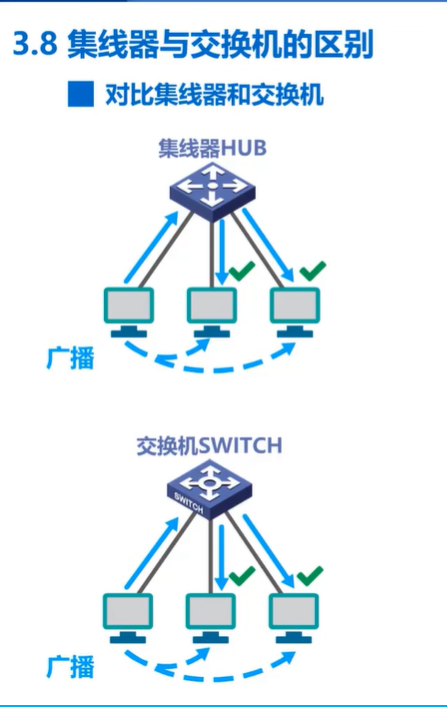 3.8 集线器与交换机的区别
对比集线器和交换机
集线器HUB
广播
交换机SWITCH
SWITCH
广播